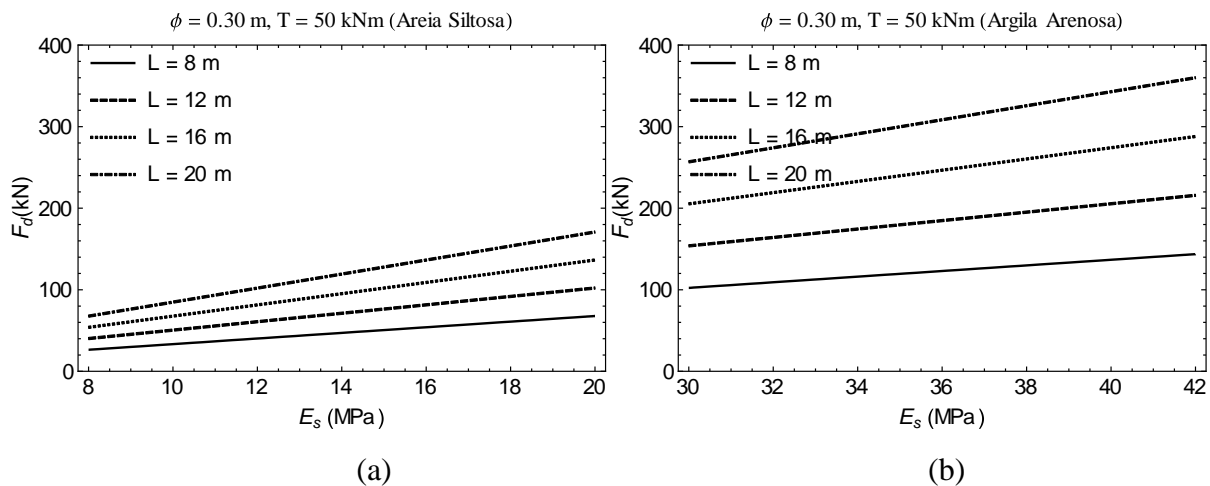 ϕ = 0.30 m, T = 50 kNm (Areia Siltosa)
400
300
200
100
0
F_d(kN)
L = 8 m
L = 12 m
L = 16 m
L = 20 m
8 10 12 14 16 18 20
E_s (MPa)
(a)
ϕ = 0.30 m, T = 50 kNm (Argila Arenosa)
400
300
200
100
0
F_d(kN)
L = 8 m
L = 12 m
L = 16 m
L = 20 m
30 32 34 36 38 40 42
E_s (MPa)
(b)